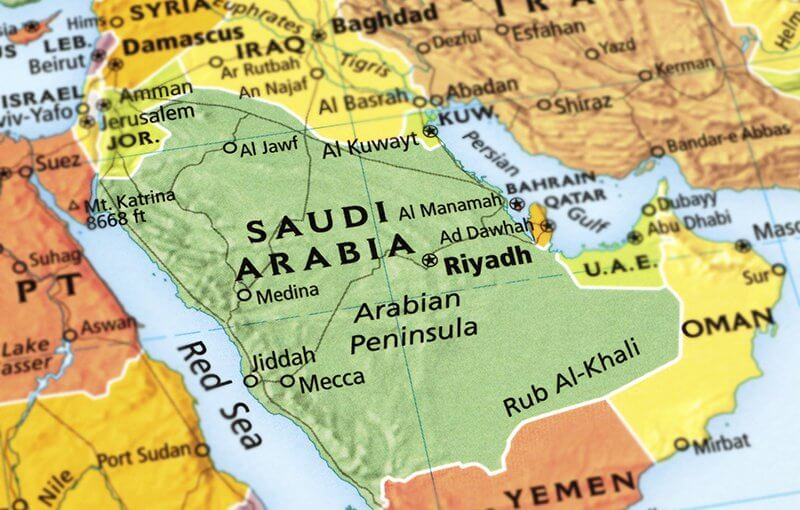 SYRIA
Euphrates
Hims
Baghdad
Esfahan
Dezful
Yazd
LEB.
Damascus
Beirut
IRAQ
Tigris
Ar Rutbah
An Najaf
Kerman
ISRAEL
Amman
Abadan
Al Basrah
Shiraz
viv-Yafo
Jerusalem
KUW.
JOR.
Al Jawf
Al Kuwayt
Persian
Gulf
Bandar-e Abbas
Suez
Mt. Katrina
8668 ft
BAHRAIN
QATAR
Dubayy
SAUDI
ARABIA
Al Manamah
Abu Dhabi
Ad Dawhah
Suhag
Riyadh
U.A.E.
Sur
P T
Medina
Arabian
Peninsula
OMAN
Aswan
Lake
Red Sea
Jiddah
Mecca
Rub Al-Khali
Port Sudan
Nile
Mirbat
YEMEN